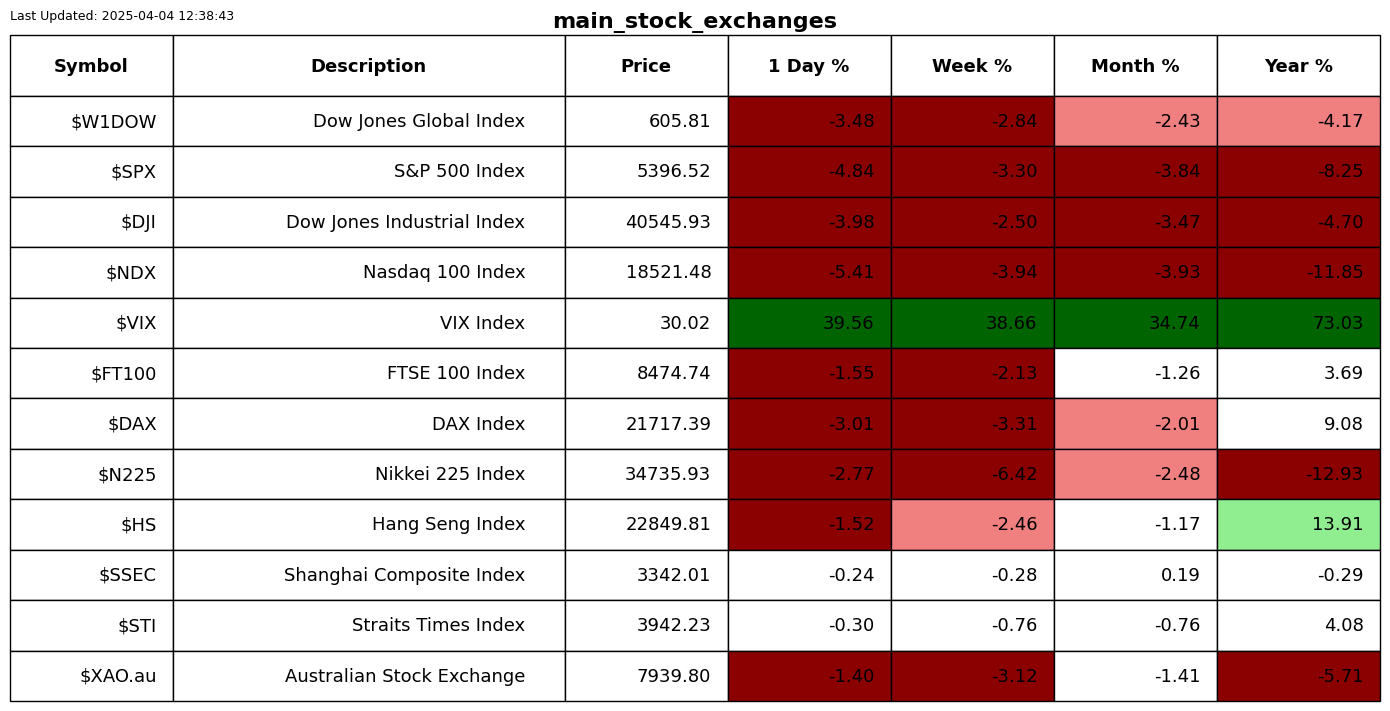 Last Updated: 2025-04-04 12:38:43
main_stock_exchanges
Symbol Description Price 1 Day % Week % Month % Year %
$W1DOW Dow Jones Global Index 605.81 -3.48 -2.84 -2.43 -4.17
$SPX S&P 500 Index 5396.52 -4.84 -3.30 -3.84 -8.25
$DJI Dow Jones Industrial Index 40545.93 -3.98 -2.50 -3.47 -4.70
$NDX Nasdaq 100 Index 18521.48 -5.41 -3.94 -3.93 -11.85
$VIX VIX Index 30.02 39.56 38.66 34.74 73.03
$FT100 FTSE 100 Index 8474.74 -1.55 -2.13 -1.26 3.69
$DAX DAX Index 21717.39 -3.01 -3.31 -2.01 9.08
$N225 Nikkei 225 Index 34735.93 -2.77 -6.42 -2.48 -12.93
$HS Hang Seng Index 22849.81 -1.52 -2.46 -1.17 13.91
$SSEC Shanghai Composite Index 3342.01 -0.24 -0.28 0.19 -0.29
$STI Straits Times Index 3942.23 -0.30 -0.76 -0.76 4.08
$XAO.au Australian Stock Exchange 7939.80 -1.40 -3.12 -1.41 -5.71